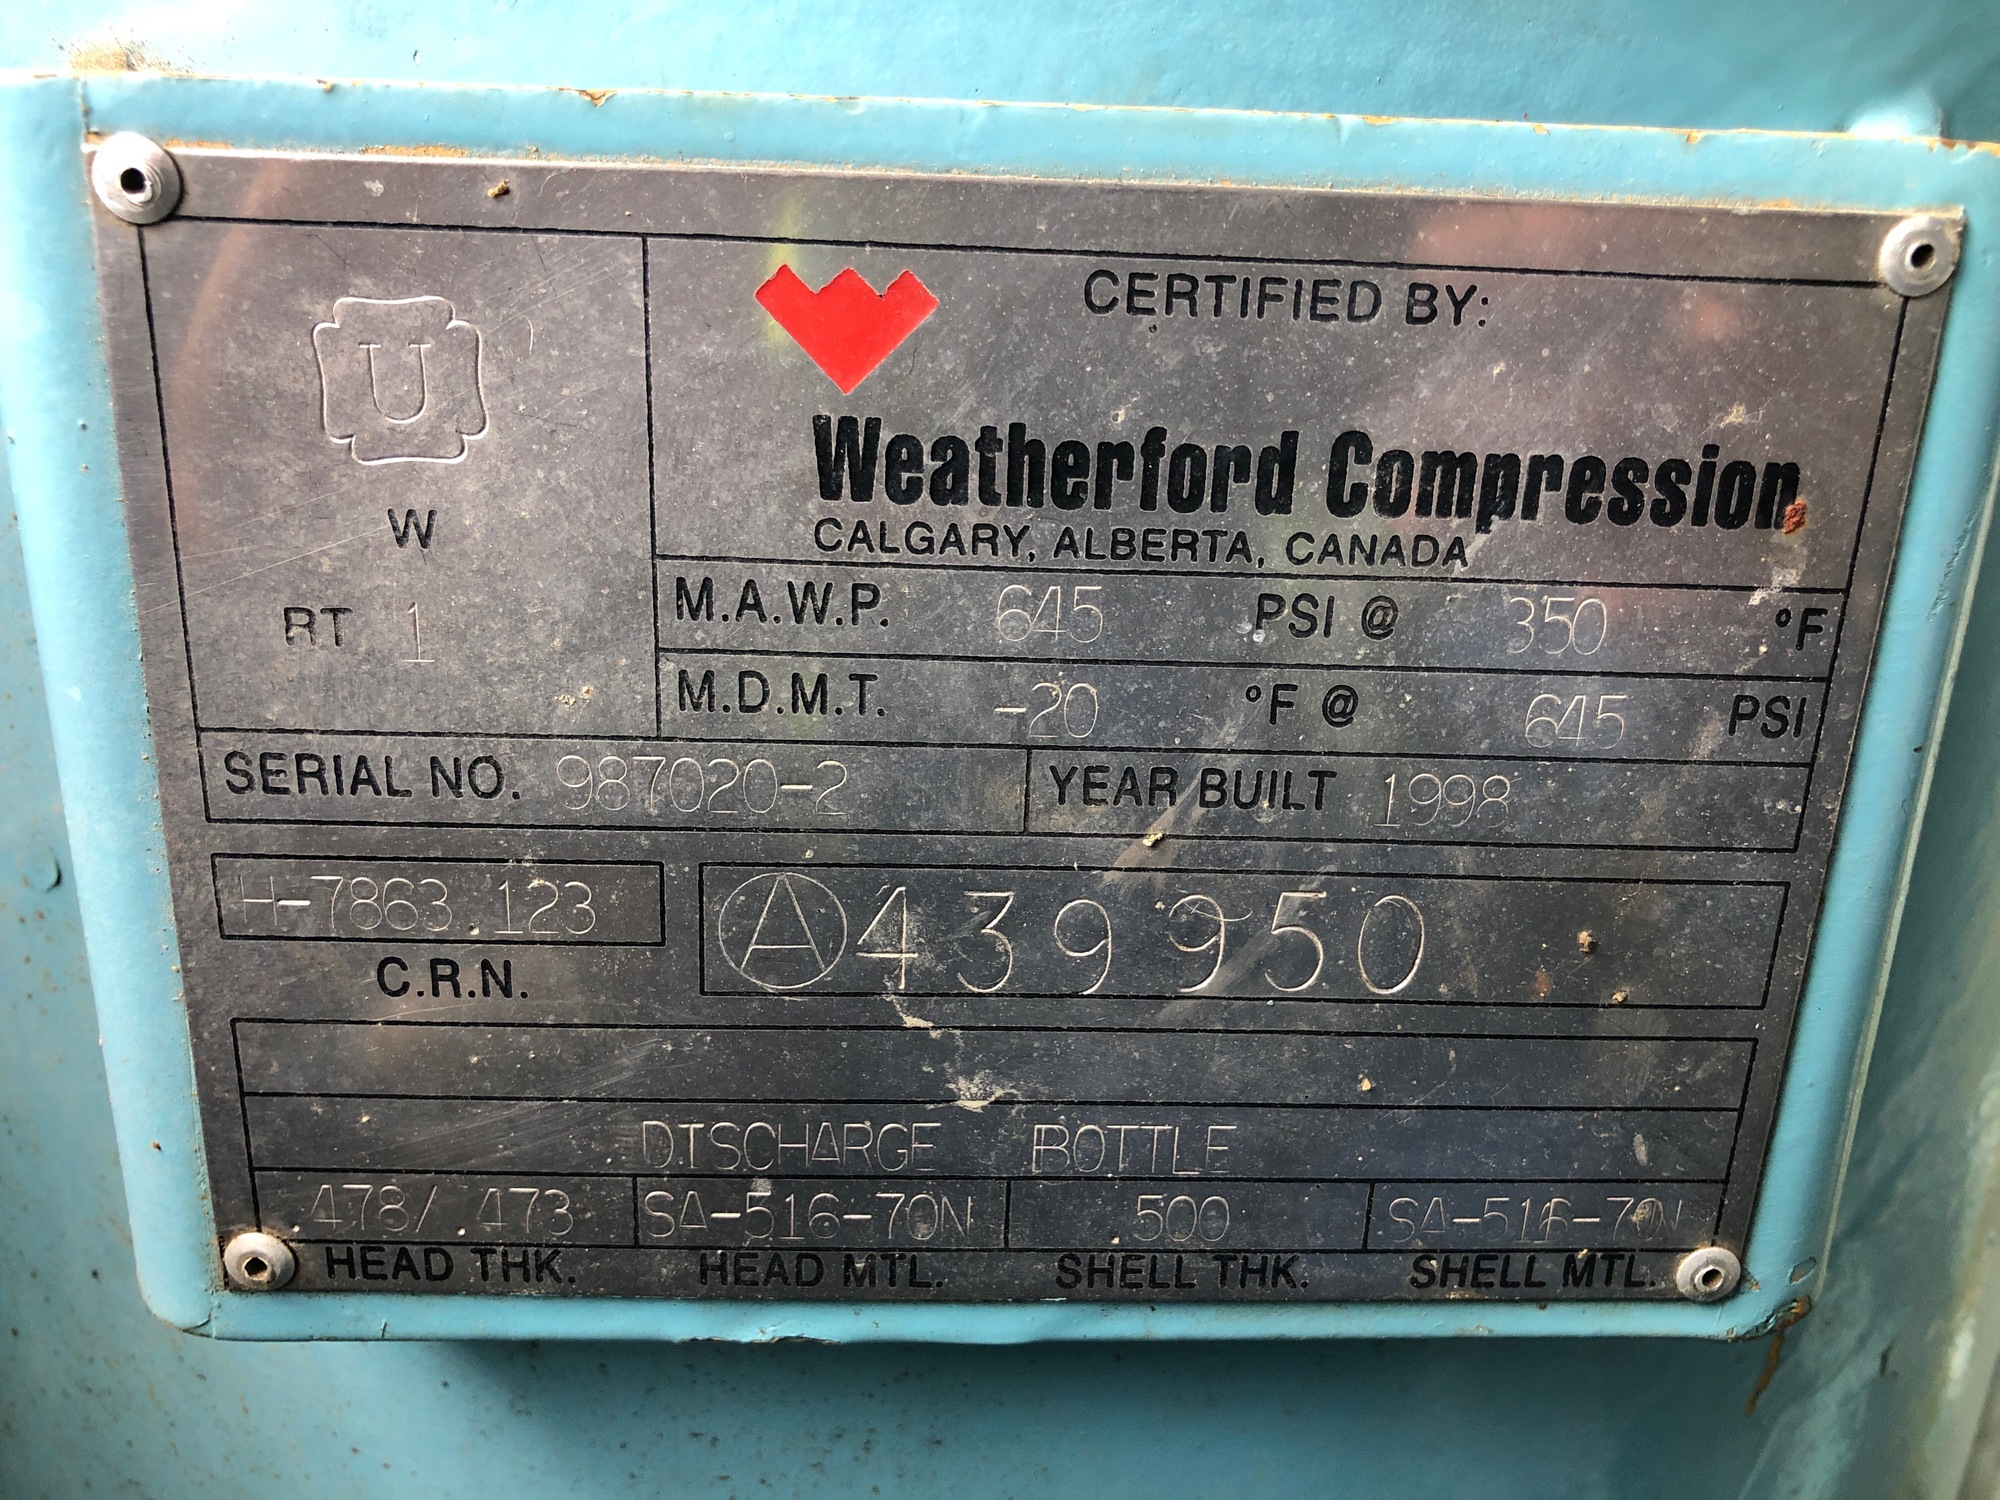 U
W
RT 1
CERTIFIED BY:
Weatherford Compression
CALGARY, ALBERTA, CANADA
M.A.W.P. 645 PSI @ 350 °F
M.D.M.T. -20 °F @ 645 PSI
SERIAL NO. 987020-2 YEAR BUILT 1998
H-7863.123
C.R.N.
A 439950
DISCHARGE BOTTLE
.478/.473 SA-516-70N .500 SA-516-70N
HEAD THK. HEAD MTL. SHELL THK. SHELL MTL.